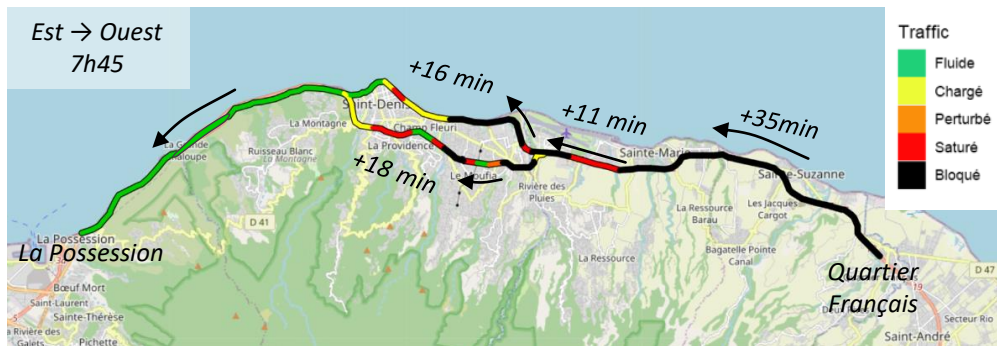 Est → Ouest
7h45
Traffic
Fluide
Chargé
Perturbé
Saturé
Bloqué
+16 min
+11 min
+35min
+18 min
Saint-Denis
La Montagne
Champ Fleuri
La Providence
Ruisseau Blanc
La Montagne
La Grande
Chaloupe
Le Moufia
Rivière des
Pluies
Sainte-Marie
Sainte-Suzanne
La Ressource
Barau
Les Jacques
Cargot
Bagatelle Pointe
Canal
La Ressource
D 41
La Possession
La Possession
Quartier
Français
D 47
19
Bœuf Mort
Saint-Laurent
Sainte-Thérèse
La Rivière des
Galets
Pichette
Secteur Rio
Saint-André